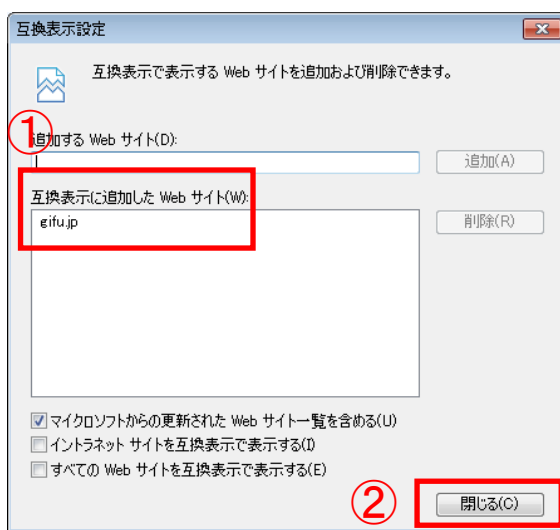 互換表示設定
互換表示で表示する Web サイトを追加および削除できます。
①
追加する Web サイト(D):
追加(A)
互換表示に追加した Web サイト(W):
gifu.jp
削除(R)
マイクロソフトからの更新された Web サイト一覧を含める(U)
イントラネット サイトを互換表示で表示する(I)
すべての Web サイトを互換表示で表示する(E)
②
閉じる(C)